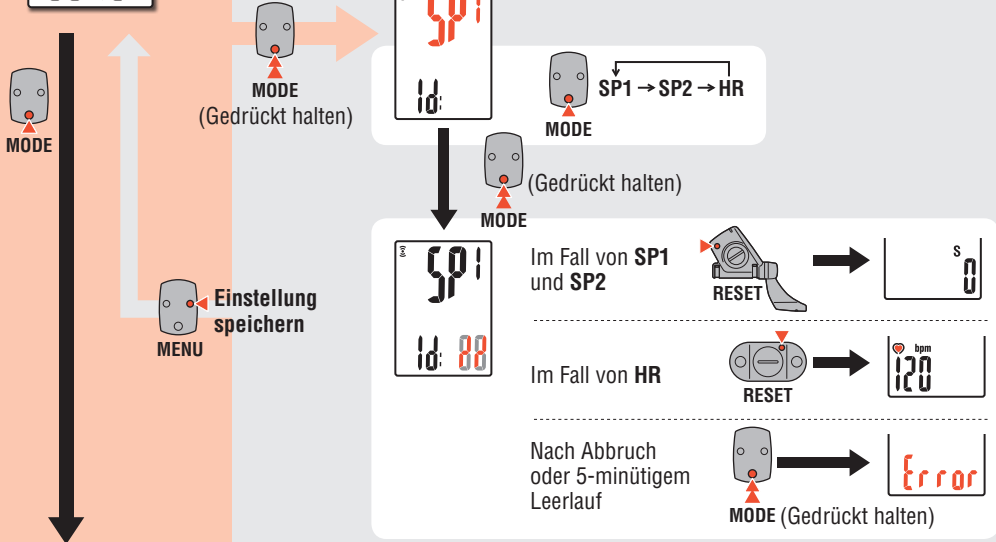 MODE
MODE
(Gedrückt halten)
SP1
Id:
MODE
SP1 → SP2 → HR
(Gedrückt halten)
MODE
Einstellung
speichern
MENU
SP1
Id: 88
Im Fall von SP1
und SP2
RESET
S
0
Im Fall von HR
RESET
bpm
120
Nach Abbruch
oder 5-minütigem
Leerlauf
MODE (Gedrückt halten)
Error